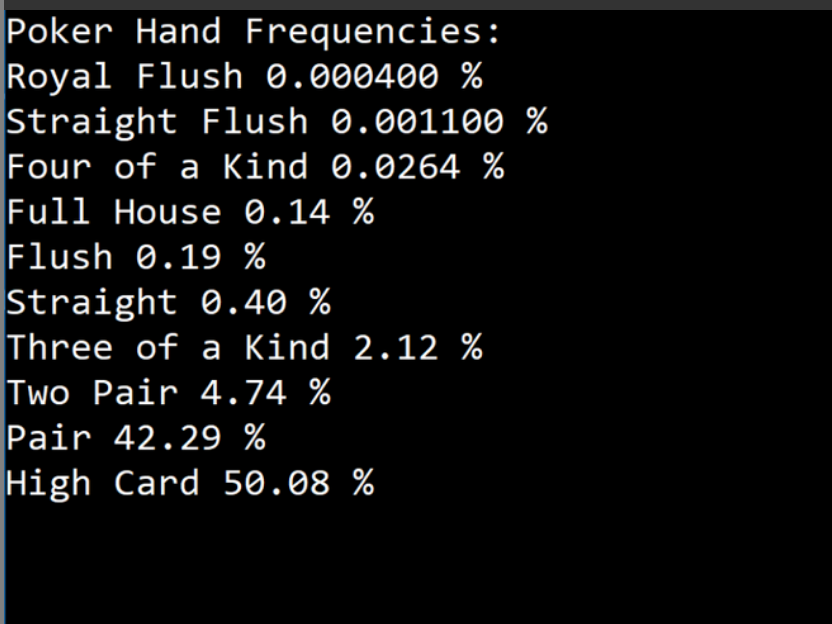 Poker Hand Frequencies:
Royal Flush 0.000400 %
Straight Flush 0.001100 %
Four of a Kind 0.0264 %
Full House 0.14 %
Flush 0.19 %
Straight 0.40 %
Three of a Kind 2.12 %
Two Pair 4.74 %
Pair 42.29 %
High Card 50.08 %